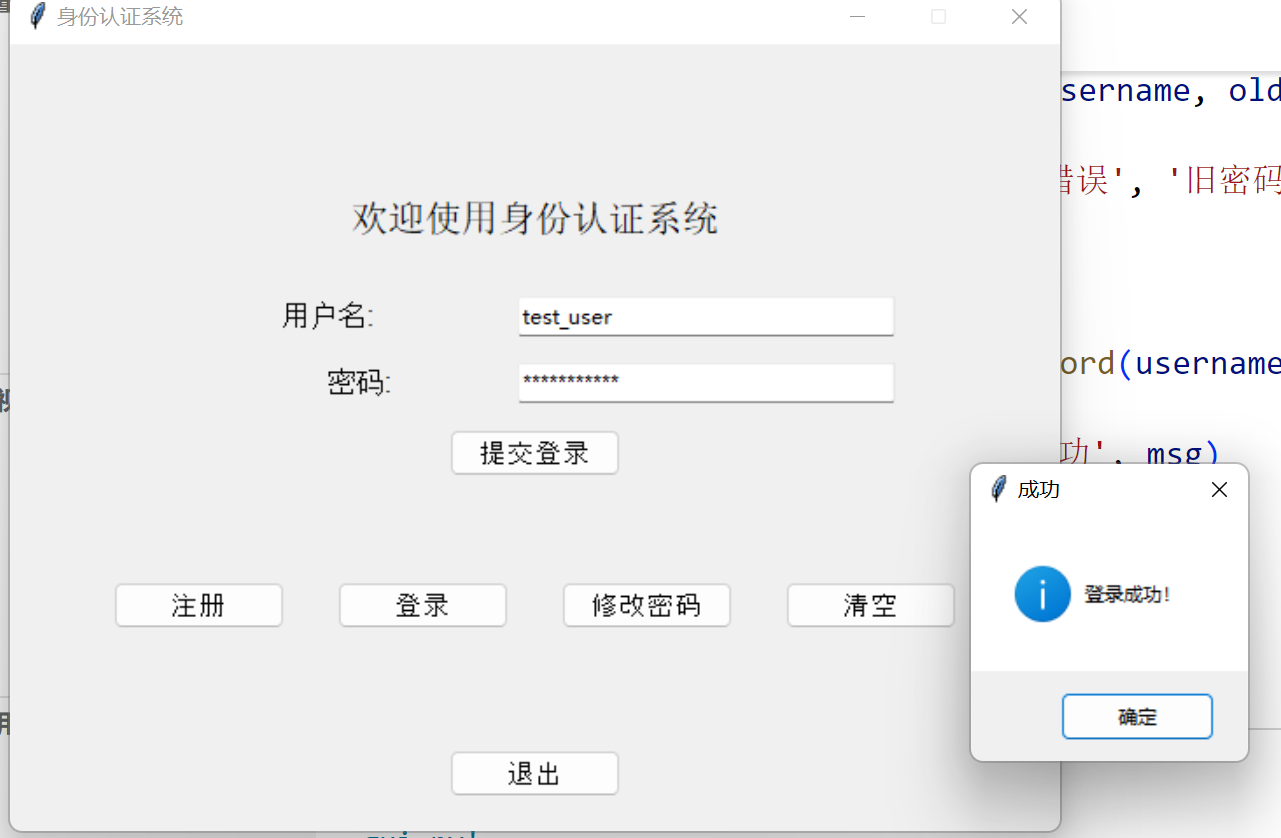 身份认证系统
sername, old
错误', '旧密码
欢迎使用身份认证系统
用户名:
test_user
密码:
***********
ord(username
功', msg)
提交登录
成功
登录成功!
确定
注册
登录
修改密码
清空
退出